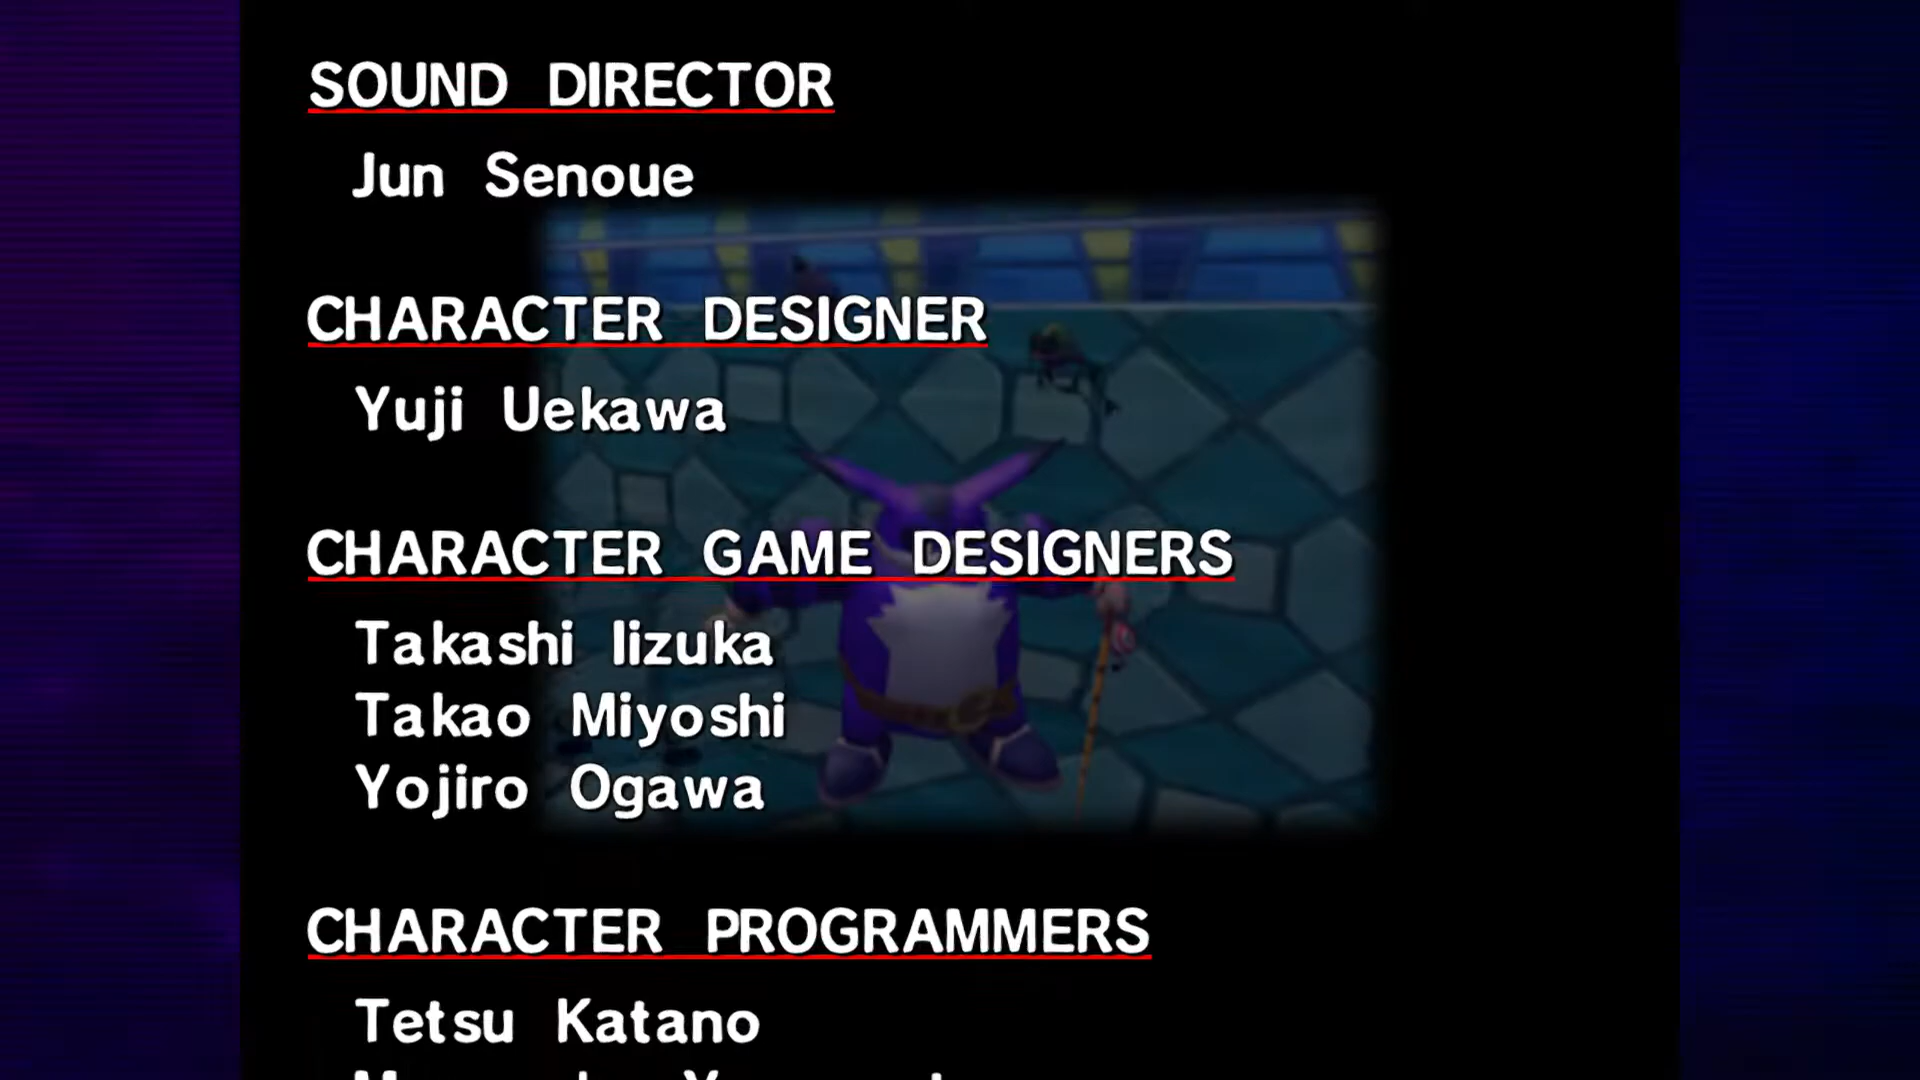 SOUND DIRECTOR
Jun Senoue
CHARACTER DESIGNER
Yuji Uekawa
CHARACTER GAME DESIGNERS
Takashi Iizuka
Takao Miyoshi
Yojiro Ogawa
CHARACTER PROGRAMMERS
Tetsu Katano